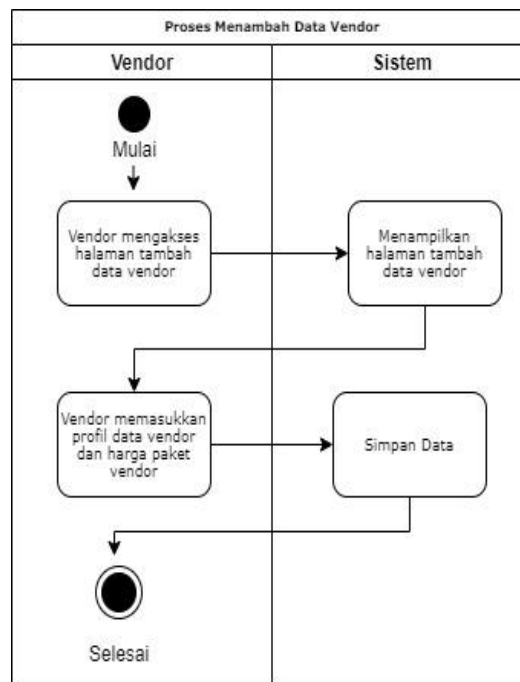 Proses Menambah Data Vendor
Vendor
Sistem
Mulai
Vendor mengakses
halaman tambah
data vendor
Menampilkan
halaman tambah
data vendor
Vendor memasukkan
profil data vendor
dan harga paket
vendor
Simpan Data
Selesai